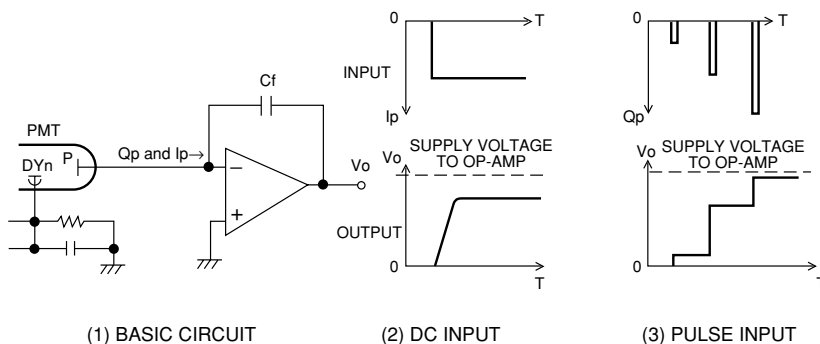 PMT
P
DYn
Qp and Ip→
Cf
−
+
Vo
(1) BASIC CIRCUIT
0
T
INPUT
Ip
SUPPLY VOLTAGE
TO OP-AMP
Vo
OUTPUT
0
T
(2) DC INPUT
0
T
Qp
SUPPLY VOLTAGE
TO OP-AMP
Vo
0
(3) PULSE INPUT